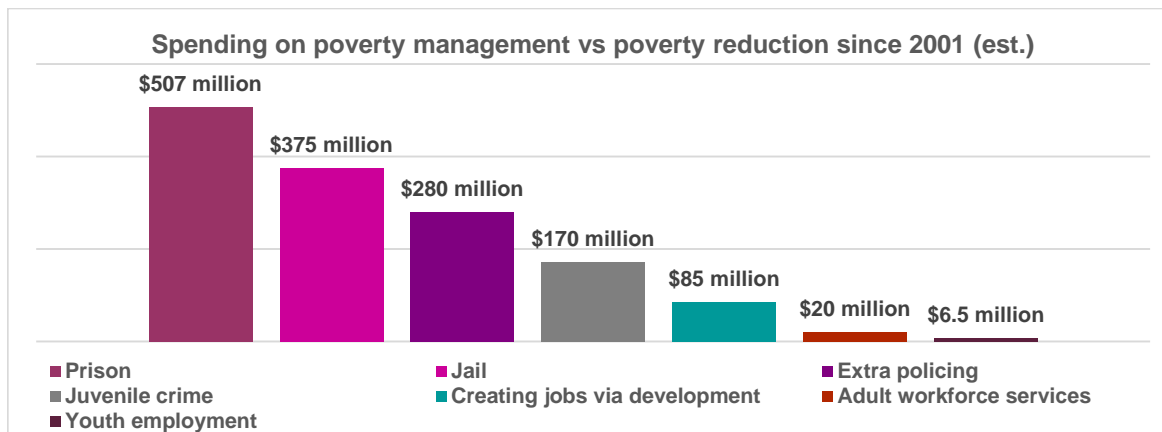 Spending on poverty management vs poverty reduction since 2001 (est.)
$507 million
$375 million
$280 million
$170 million
$85 million
$20 million
$6.5 million
Prison
Jail
Extra policing
Juvenile crime
Creating jobs via development
Adult workforce services
Youth employment